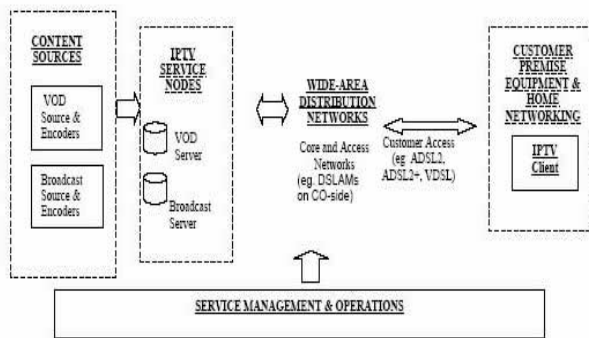 CONTENT
SOURCES
VOD
Source &
Encoders
Broadcast
Source &
Encoders
IPTV
SERVICE
NODES
VOD
Server
Broadcast
Server
WIDE-AREA
DISTRIBUTION
NETWORKS
Core and Access
Networks
(eg. DSLAMs
on CO-side)
Customer Access
(eg ADSL2,
ADSL2+, VDSL)
CUSTOMER
PREMISE
EQUIPMENT &
HOME
NETWORKING
IPTV
Client
SERVICE MANAGEMENT & OPERATIONS